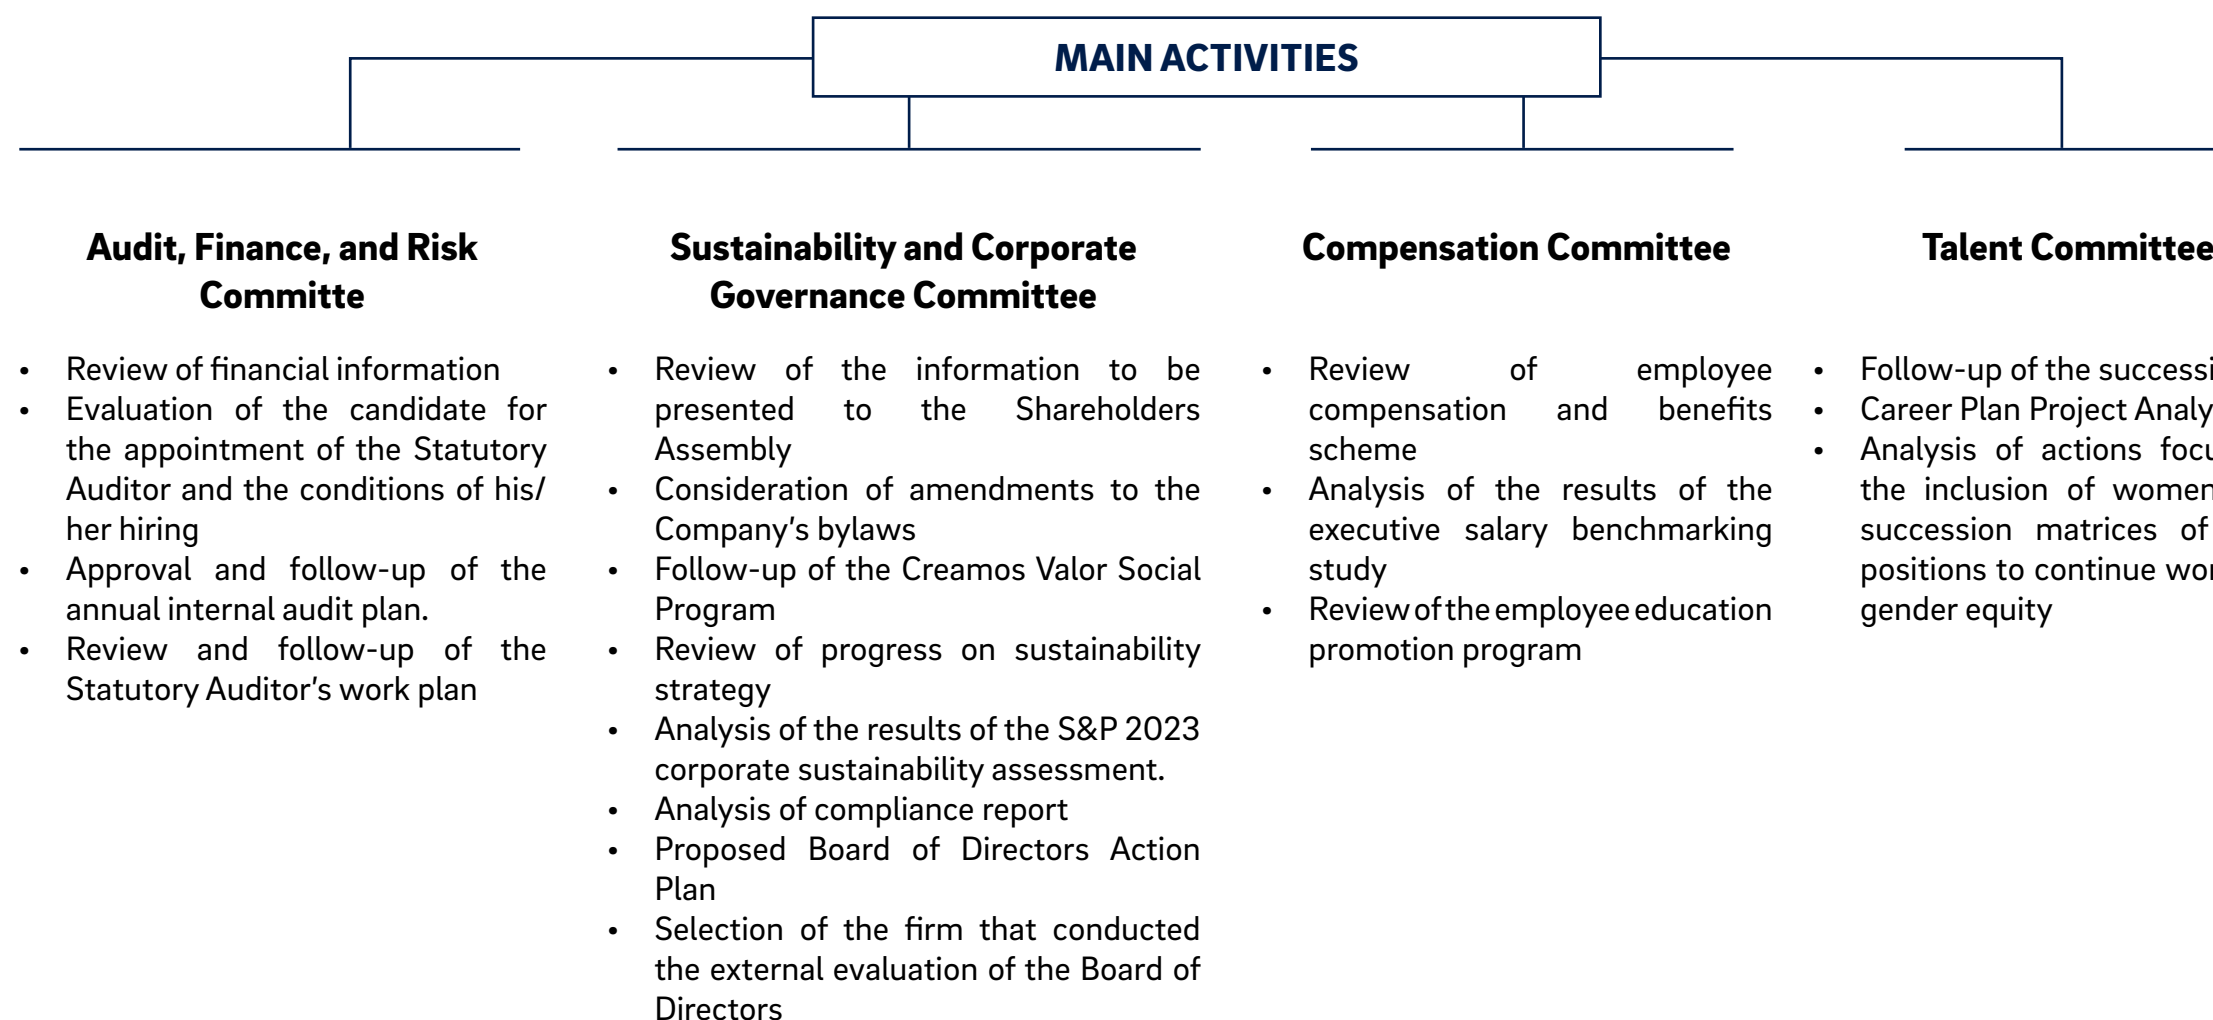 MAIN ACTIVITIES
Audit, Finance, and Risk
Committe
• Review of financial information
• Evaluation of the candidate for
the appointment of the Statutory
Auditor and the conditions of his/
her hiring
• Approval and follow-up of the
annual internal audit plan.
• Review and follow-up of the
Statutory Auditor’s work plan
Sustainability and Corporate
Governance Committee
• Review of the information to be
presented to the Shareholders
Assembly
• Consideration of amendments to the
Company’s bylaws
• Follow-up of the Creamos Valor Social
Program
• Review of progress on sustainability
strategy
• Analysis of the results of the S&P 2023
corporate sustainability assessment.
• Analysis of compliance report
• Proposed Board of Directors Action
Plan
• Selection of the firm that conducted
the external evaluation of the Board of
Directors
Compensation Committee
• Review of employee
compensation and benefits
scheme
• Analysis of the results of the
executive salary benchmarking
study
• Review of the employee education
promotion program
Talent Committee
• Follow-up of the
• Career Plan Project
• Analysis of actions
the inclusion of women
succession matrices of
positions to continue
gender equity